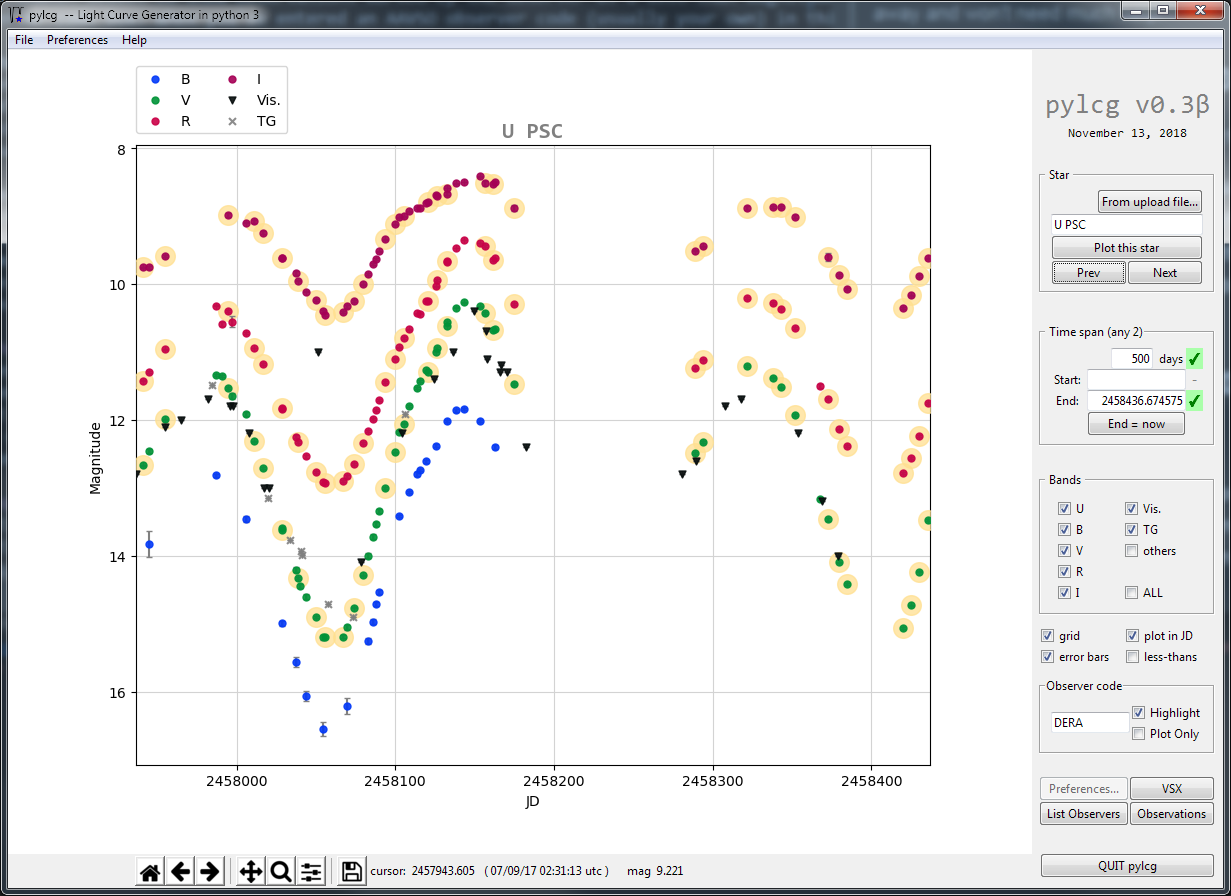 pylcg -- Light Curve Generator in python 3
File Preferences Help
B I
V Vis.
R TG
U PSC
8
10
12
14
16
Magnitude
2458000 2458100 2458200 2458300 2458400
JD
pylcg v0.3β
November 13, 2018
Star
From upload file...
U PSC
Plot this star
Prev Next
Time span (any 2)
500 days ✓
Start: -
End: 2458436.674575 ✓
End = now
Bands
U Vis.
B TG
V others
R
I ALL
grid plot in JD
error bars less-thans
Observer code
DERA Highlight
Plot Only
Preferences... VSX
List Observers Observations
QUIT pylcg
cursor: 2457943.605 ( 07/09/17 02:31:13 utc ) mag 9.221